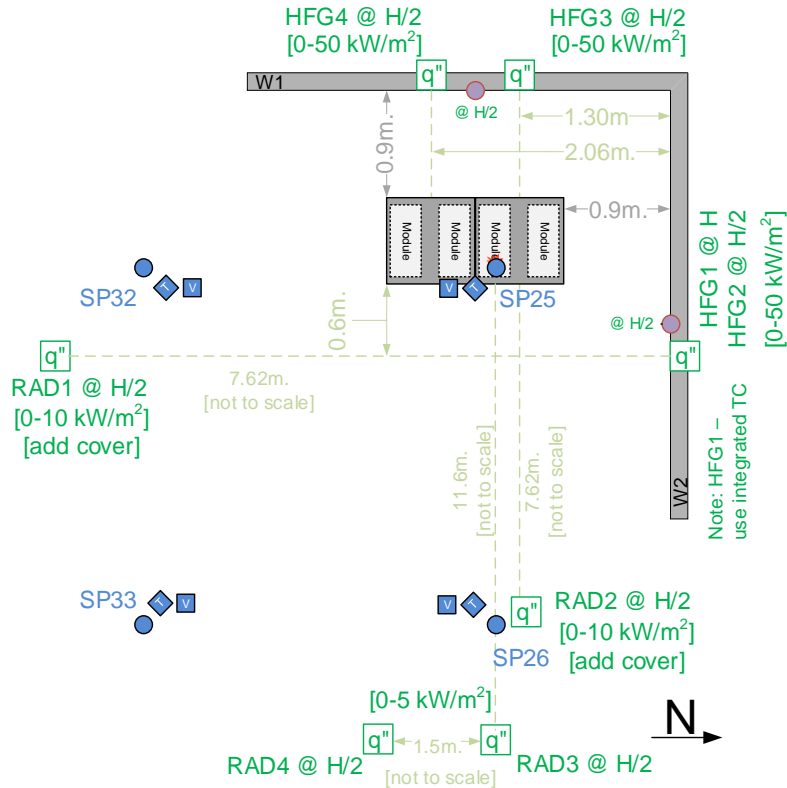 HFG4 @ H/2
[0-50 kW/m²]
HFG3 @ H/2
[0-50 kW/m²]
q"
q"
W1
@ H/2
1.30m
2.06m.
0.9m.
0.9m.
Module
Module
Module
Module
HFG1 @ H
HFG2 @ H/2
[0-50 kW/m²]
SP32
T
V
V
T
SP25
@ H/2
0.6m.
q"
q"
RAD1 @ H/2
[0-10 kW/m²]
[add cover]
7.62m.
[not to scale]
11.6m.
[not to scale]
7.62m.
[not to scale]
W2
Note: HFG1 –
use integrated TC
SP33
T
V
V
T
q"
RAD2 @ H/2
[0-10 kW/m²]
[add cover]
SP26
[0-5 kW/m²]
N
q"
1.5m.
q"
RAD4 @ H/2
RAD3 @ H/2
[not to scale]